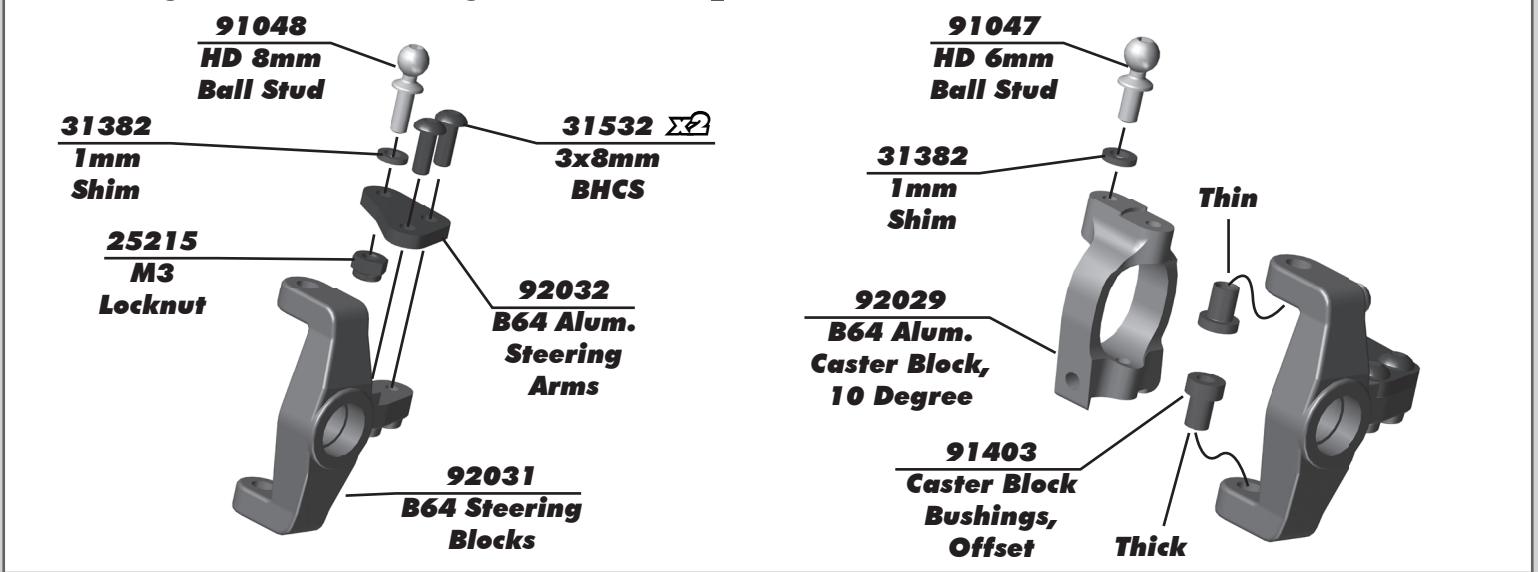 91048
HD 8mm
Ball Stud
31382
1mm
Shim
31532 x2
3x8mm
BHCS
25215
M3
Locknut
92032
B64 Alum.
Steering
Arms
92031
B64 Steering
Blocks
91047
HD 6mm
Ball Stud
31382
1mm
Shim
Thin
92029
B64 Alum.
Caster Block,
10 Degree
91403
Caster Block
Bushings,
Offset
Thick